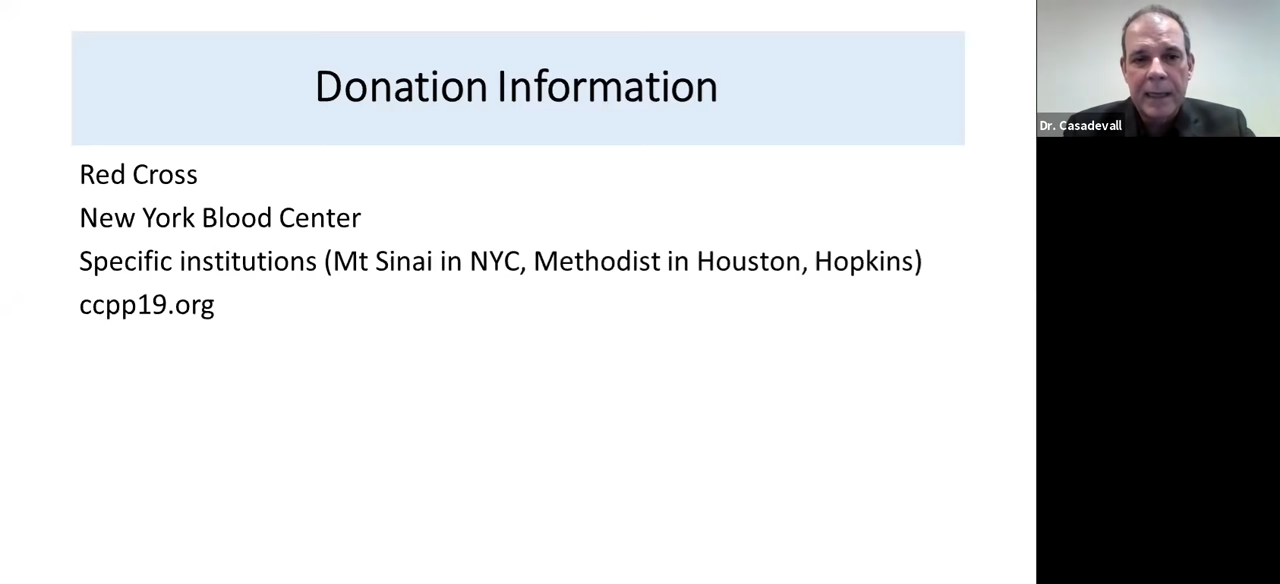 Donation Information
Red Cross
New York Blood Center
Specific institutions (Mt Sinai in NYC, Methodist in Houston, Hopkins)
ccpp19.org
Dr. Casadevall